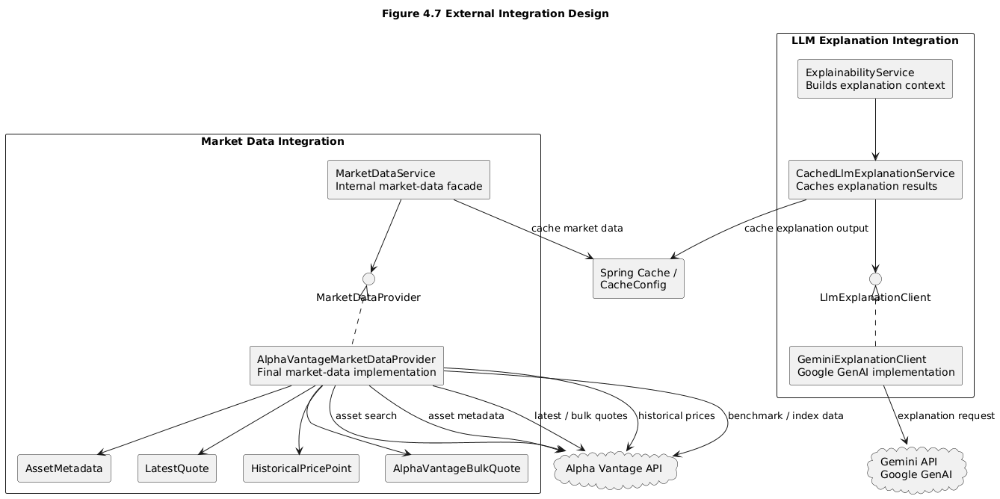 Figure 4.7 External Integration Design
LLM Explanation Integration
ExplainabilityService
Builds explanation context
Market Data Integration
MarketDataService
Internal market-data facade
CachedLlmExplanationService
Caches explanation results
cache market data
cache explanation output
Spring Cache /
CacheConfig
MarketDataProvider
LlmExplanationClient
AlphaVantageMarketDataProvider
Final market-data implementation
GeminiExplanationClient
Google GenAI implementation
asset search
asset metadata
latest / bulk quotes
historical prices
benchmark / index data
explanation request
AssetMetadata
LatestQuote
HistoricalPricePoint
AlphaVantageBulkQuote
Alpha Vantage API
Gemini API
Google GenAI